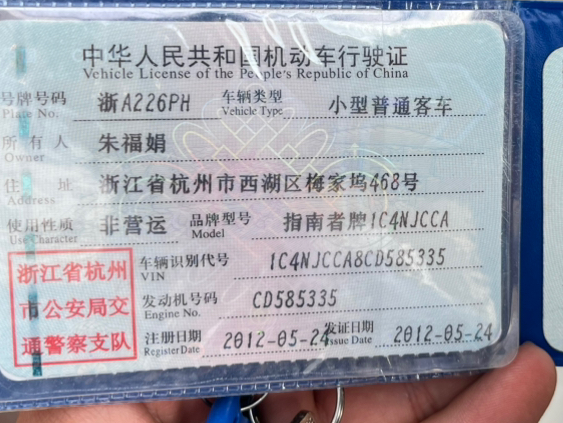 中华人民共和国机动车行驶证
Vehicle License of the People's Republic of China
号牌号码 浙A226PH 车辆类型 小型普通客车
Plate No. Vehicle Type
所有人 朱福娟
Owner
住址 浙江省杭州市西湖区梅家坞468号
Address
使用性质 非营运 品牌型号 指南者牌1C4NJCCA
Use Character Model
浙江省杭州
市公安局交
通警察支队
车辆识别代号 1C4NJCCA8CD585335
VIN
发动机号码 CD585335
Engine No.
注册日期 2012-05-24 发证日期 2012-05-24
Register Date Issue Date